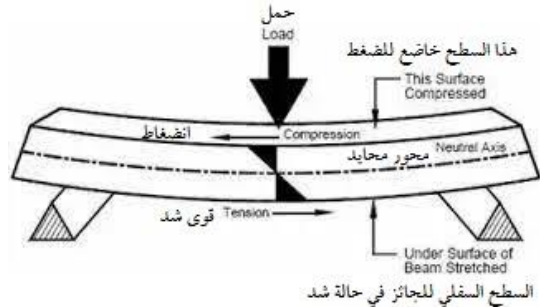 حمل
Load
هذا السطح خاضع للضغط
This Surface
Compressed
انضغاط
Compression
محور محايد
Neutral Axis
قوى شد
Tension
Under Surface of
Beam Stretched
السطح السفلي للجائز في حالة شد